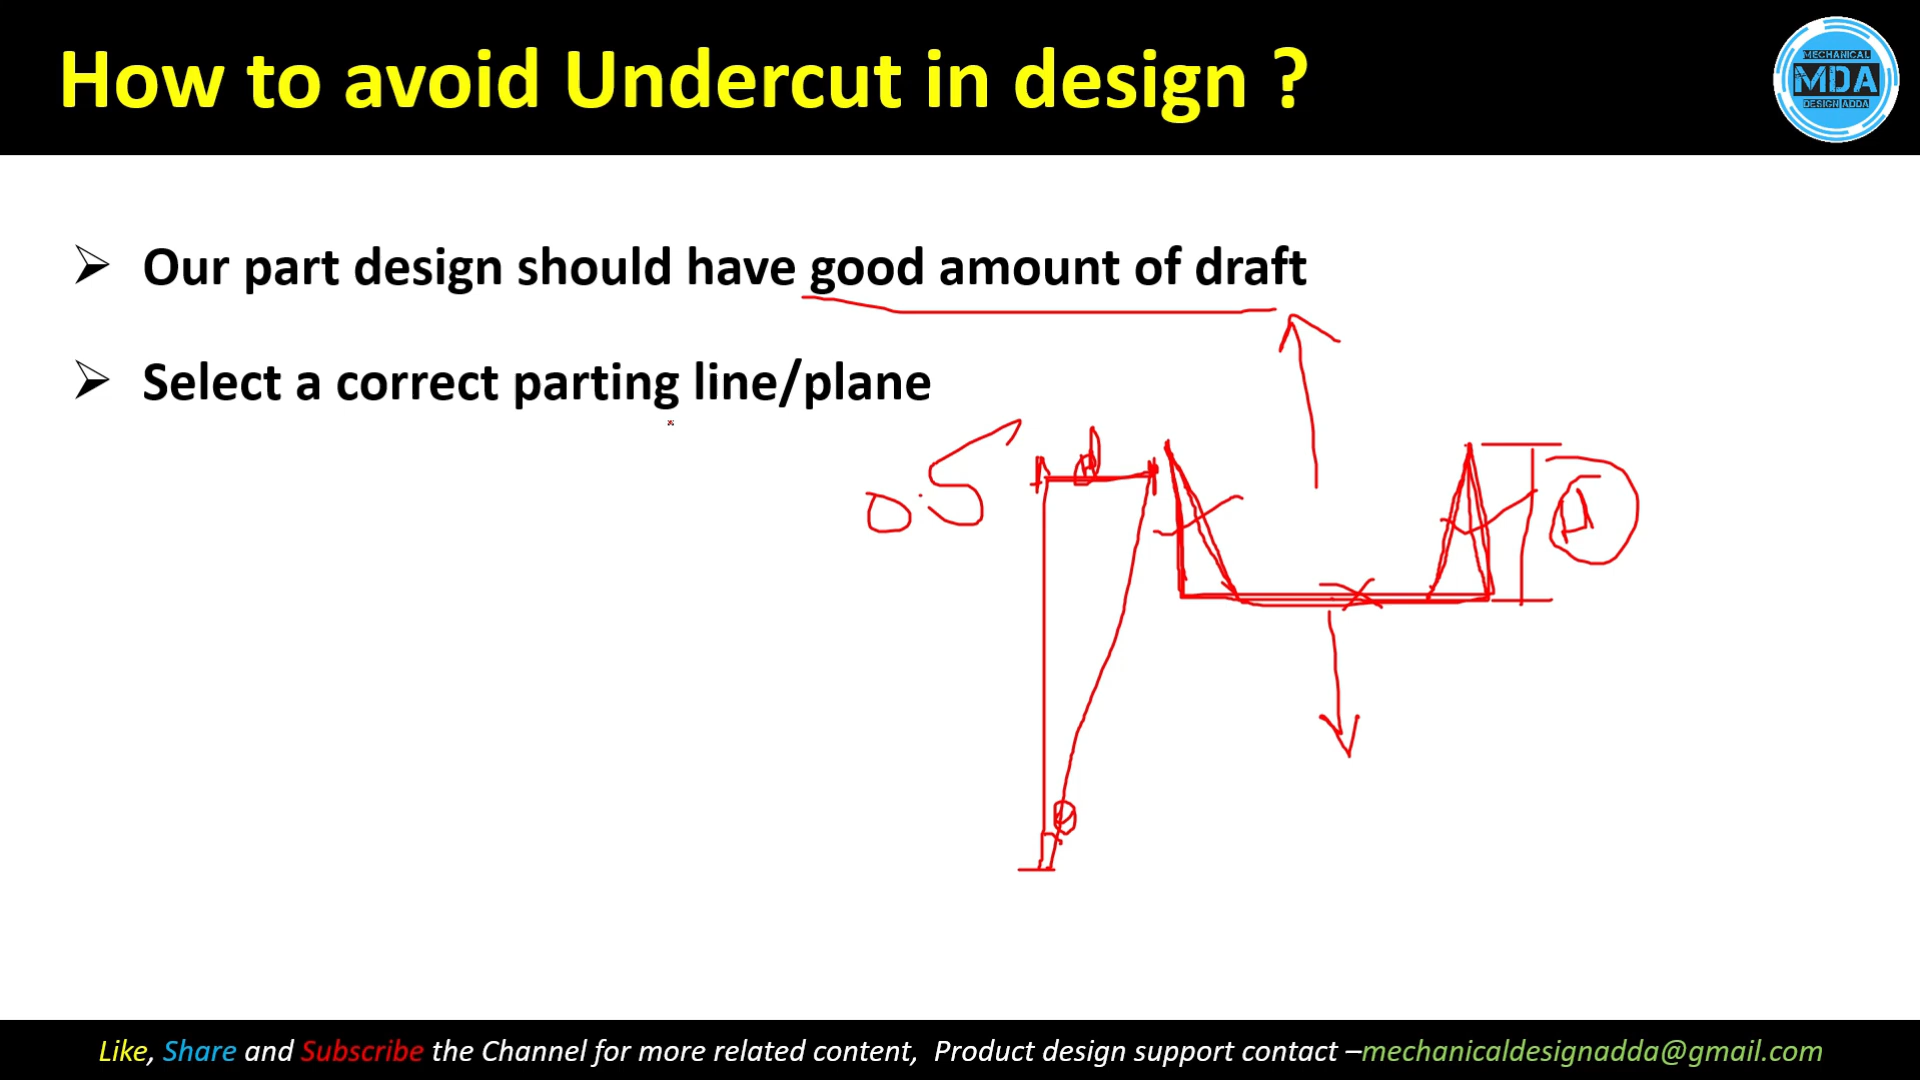 How to avoid Undercut in design ?
MECHANICAL
MDA
DESIGN ADDA
➢ Our part design should have good amount of draft
➢ Select a correct parting line/plane
0.5
d
Like, Share and Subscribe the Channel for more related content, Product design support contact –mechanicaldesignadda@gmail.com